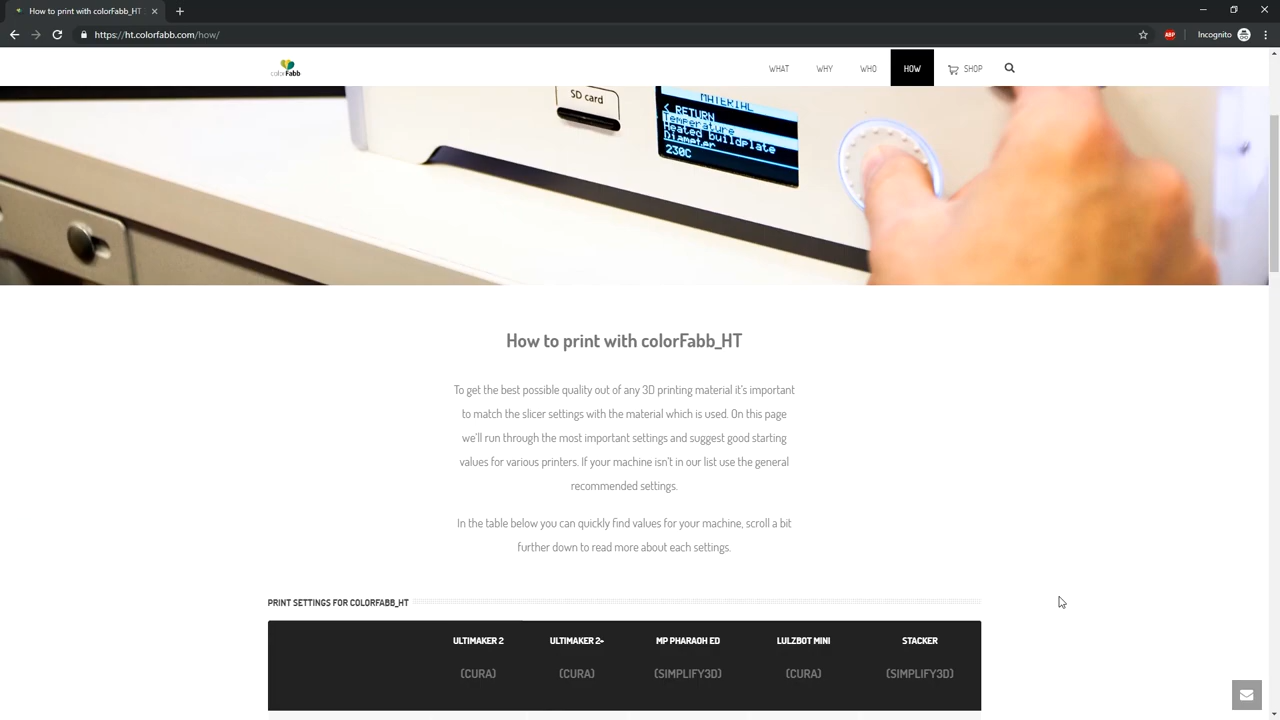 How to print with colorFabb_HT
https://ht.colorfabb.com/how/
ABP
Incognito
colorFabb
WHAT
WHY
WHO
HOW
SHOP
SD card
MATERIAL
< RETURN
Temperature
Heated buildplate
Diameter
230C
How to print with colorFabb_HT
To get the best possible quality out of any 3D printing material it's important
to match the slicer settings with the material which is used. On this page
we'll run through the most important settings and suggest good starting
values for various printers. If your machine isn't in our list use the general
recommended settings.
In the table below you can quickly find values for your machine, scroll a bit
further down to read more about each settings.
PRINT SETTINGS FOR COLORFABB_HT
ULTIMAKER 2
ULTIMAKER 2+
MP PHARAOH ED
LULZBOT MINI
STACKER
(CURA)
(CURA)
(SIMPLIFY3D)
(CURA)
(SIMPLIFY3D)